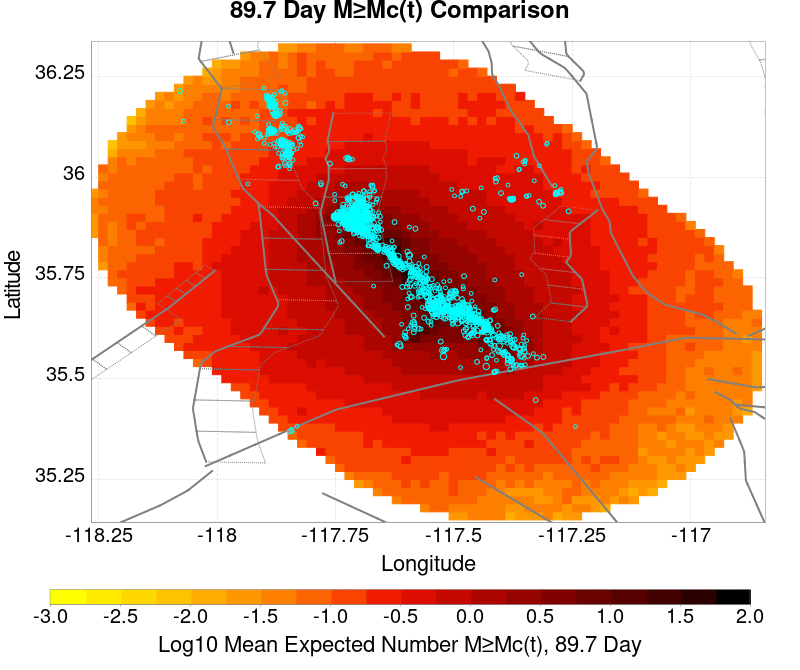 89.7 Day M≥Mc(t) Comparison
36.25
36
35.75
35.5
35.25
Latitude
-118.25 -118 -117.75 -117.5 -117.25 -117
Longitude
-3.0 -2.5 -2.0 -1.5 -1.0 -0.5 0.0 0.5 1.0 1.5 2.0
Log10 Mean Expected Number M≥Mc(t), 89.7 Day